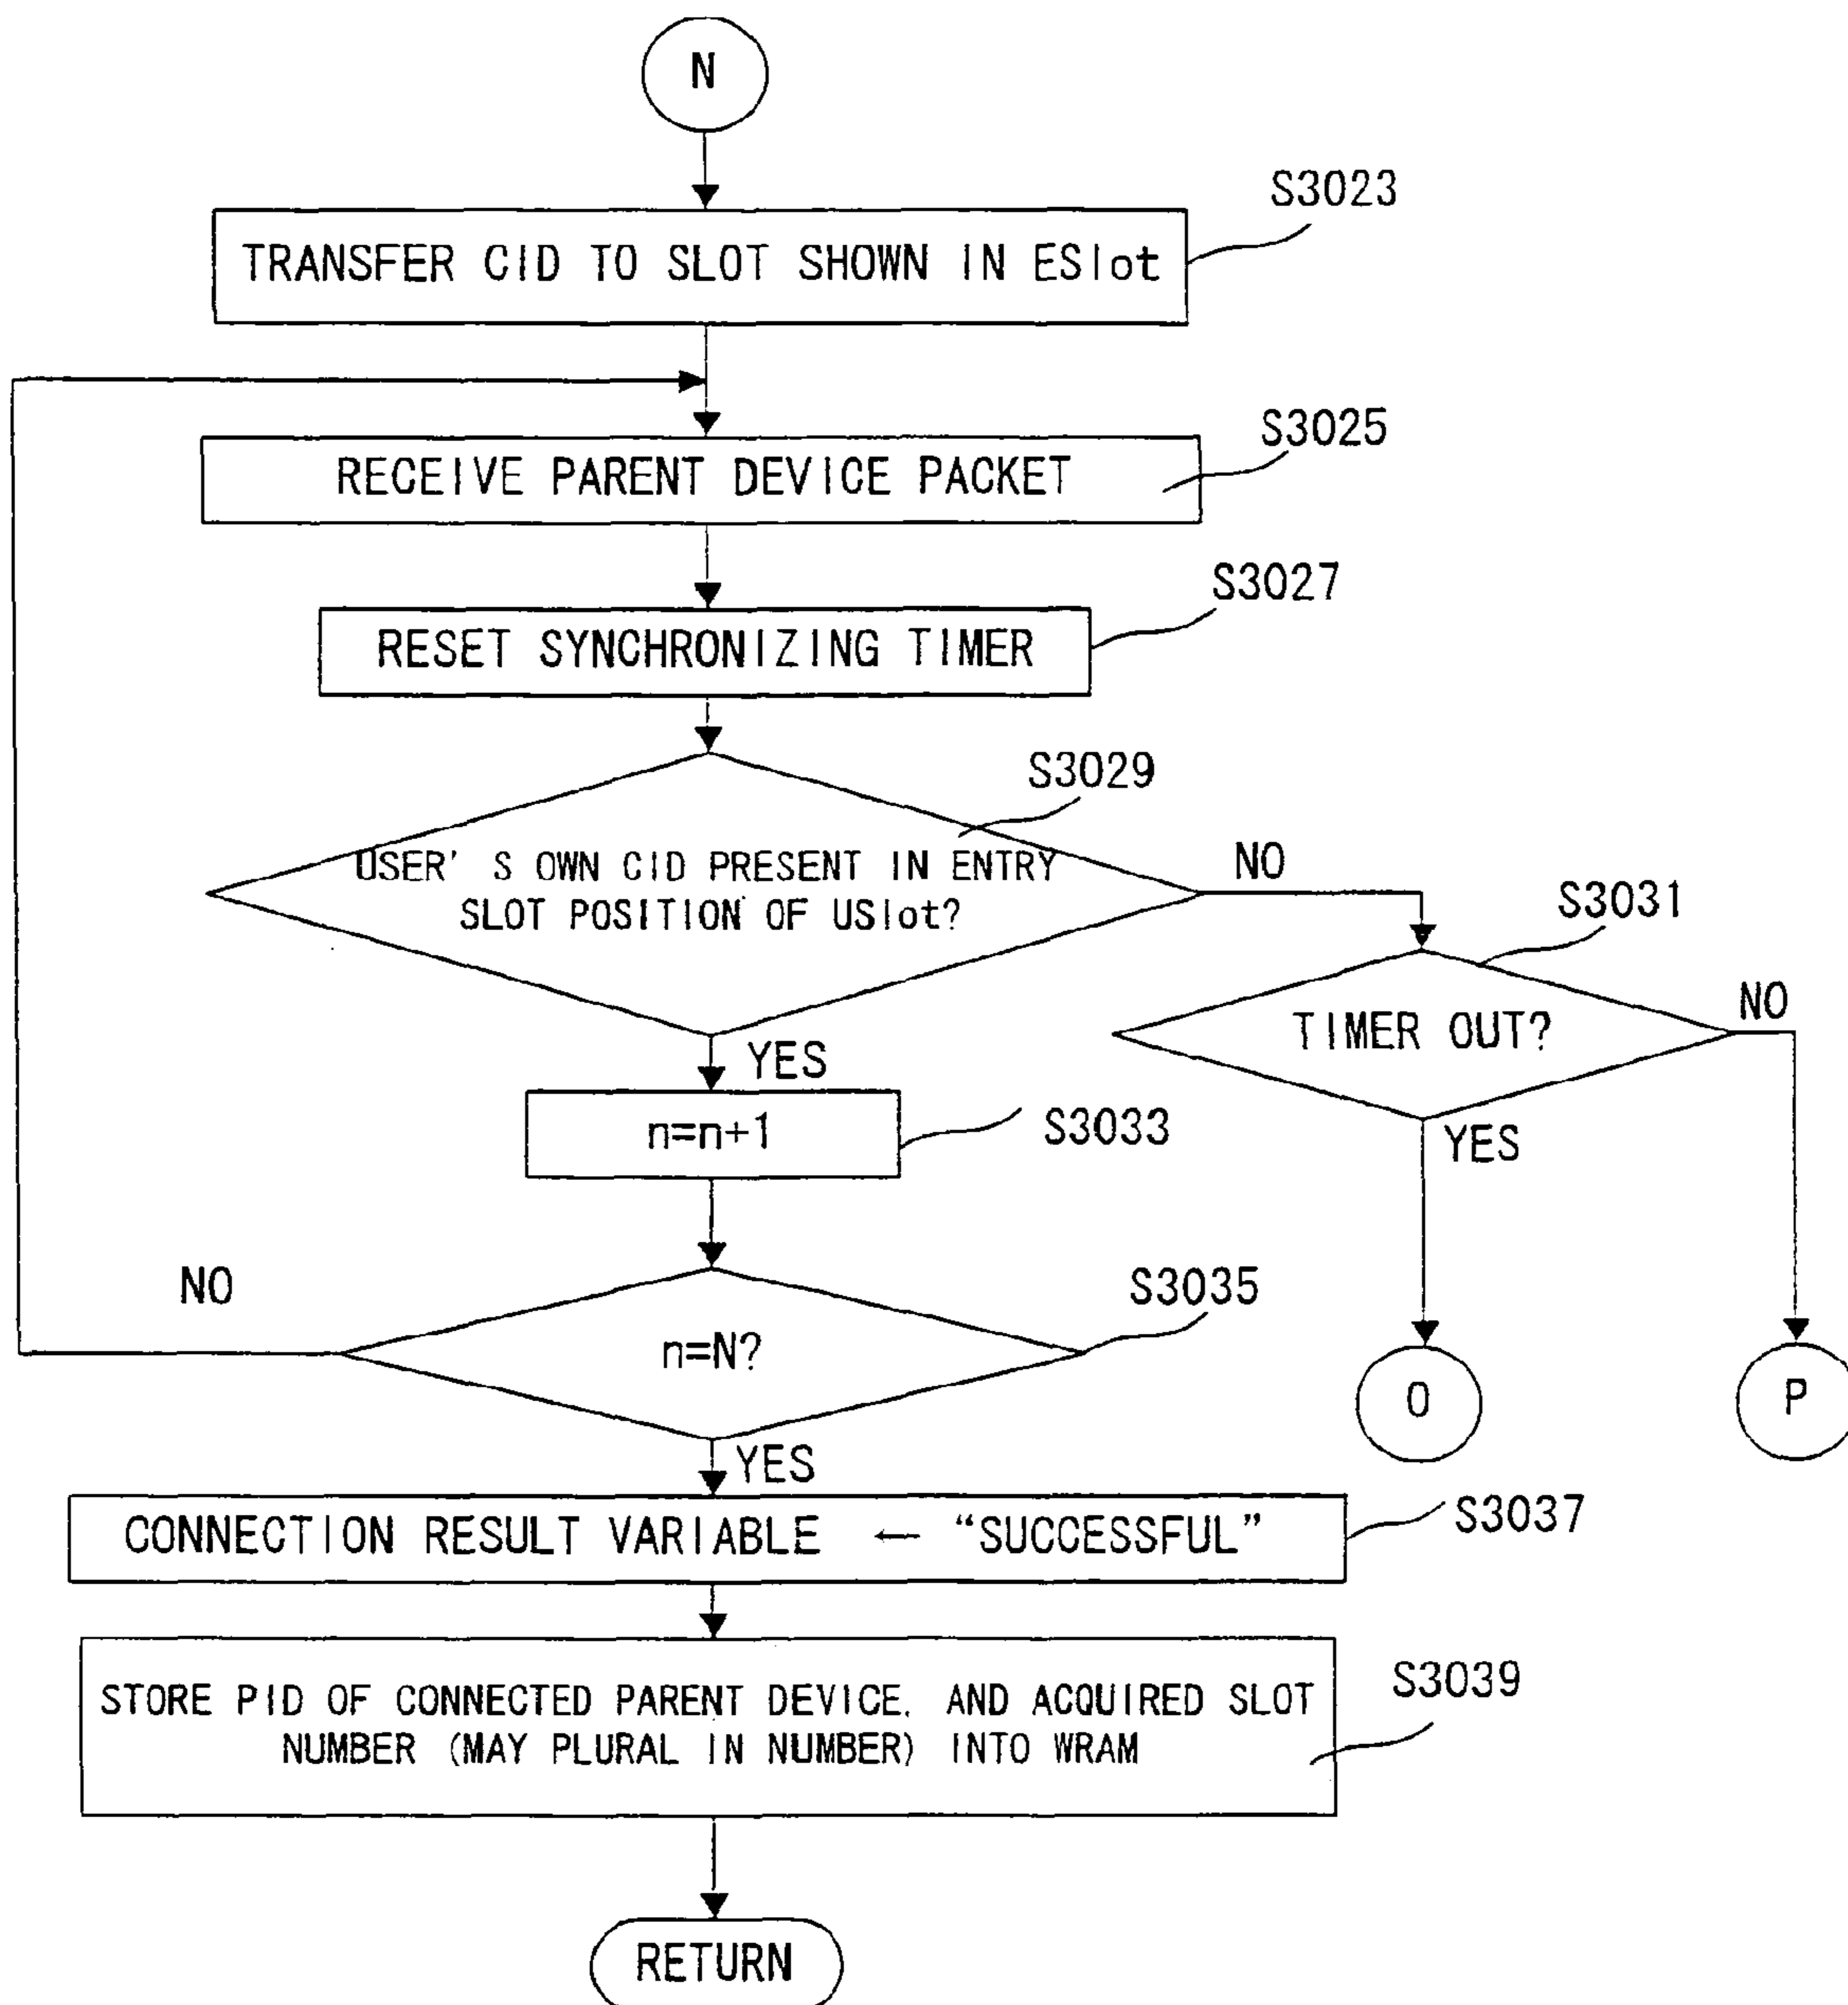 N
S3023
TRANSFER CID TO SLOT SHOWN IN ESlot
S3025
RECEIVE PARENT DEVICE PACKET
S3027
RESET SYNCHRONIZING TIMER
S3029
USER'S OWN CID PRESENT IN ENTRY
SLOT POSITION OF USlot?
NO
S3031
TIMER OUT?
NO
YES
YES
n=n+1
S3033
NO
S3035
n=N?
O
P
YES
CONNECTION RESULT VARIABLE ← “SUCCESSFUL”
S3037
STORE PID OF CONNECTED PARENT DEVICE, AND ACQUIRED SLOT
NUMBER (MAY PLURAL IN NUMBER) INTO WRAM
S3039
RETURN